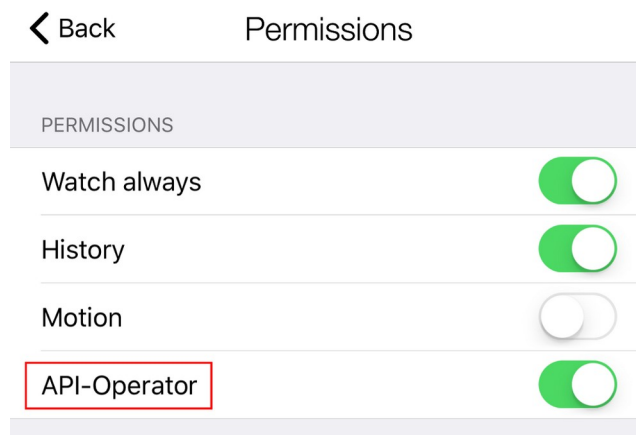 Back
Permissions
PERMISSIONS
Watch always
History
Motion
API-Operator